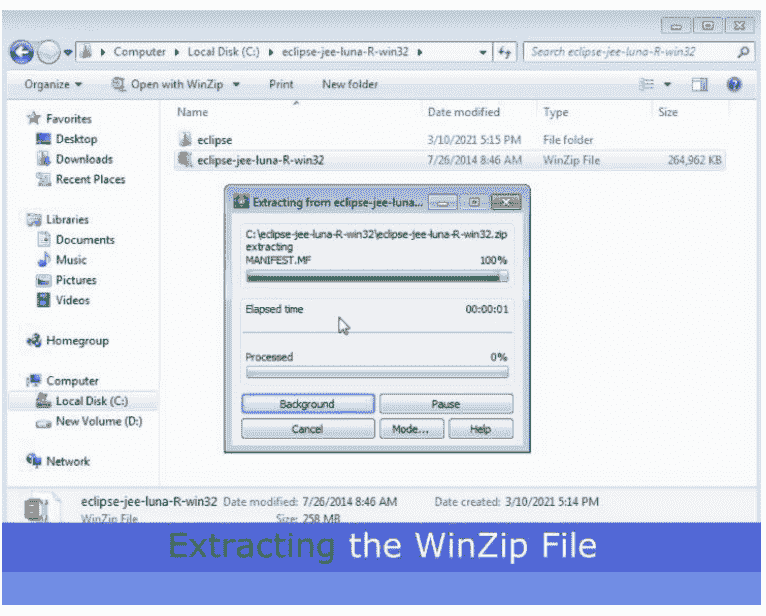 Computer ▸ Local Disk (C:) ▸ eclipse-jee-luna-R-win32 ▸
Search eclipse-jee-luna-R-win32
Organize Open with WinZip Print New folder
Name Date modified Type Size
Favorites
Desktop
Downloads
Recent Places
Libraries
Documents
Music
Pictures
Videos
Homegroup
Computer
Local Disk (C:)
New Volume (D:)
Network
eclipse 3/10/2021 5:15 PM File folder
eclipse-jee-luna-R-win32 7/26/2014 8:46 AM WinZip File 264,962 KB
Extracting from eclipse-jee-luna...
C:\eclipse-jee-luna-R-win32\eclipse-jee-luna-R-win32.zip
extracting
MANIFEST.MF 100%
Elapsed time 00:00:01
Processed 0%
Background Pause
Cancel Mode... Help
eclipse-jee-luna-R-win32 Date modified: 7/26/2014 8:46 AM Date created: 3/10/2021 5:14 PM
WinZip File Size: 258 MB
Extracting the WinZip File